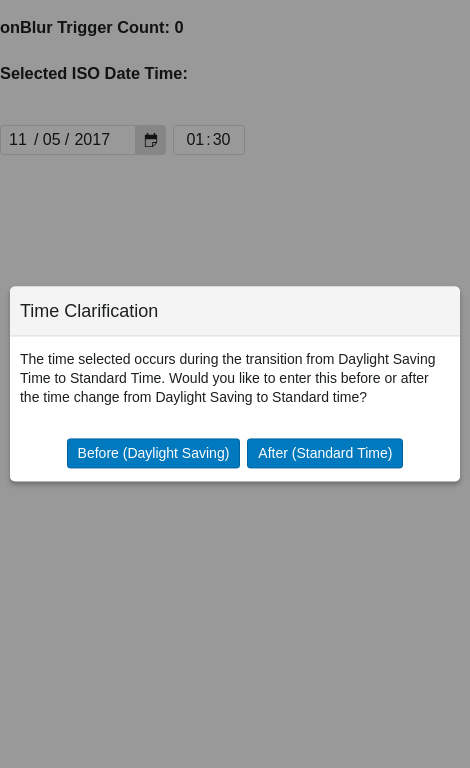 onBlur Trigger Count: 0
Selected ISO Date Time:
11 / 05 / 2017 01:30
Time Clarification
The time selected occurs during the transition from Daylight Saving
Time to Standard Time. Would you like to enter this before or after
the time change from Daylight Saving to Standard time?
Before (Daylight Saving) After (Standard Time)